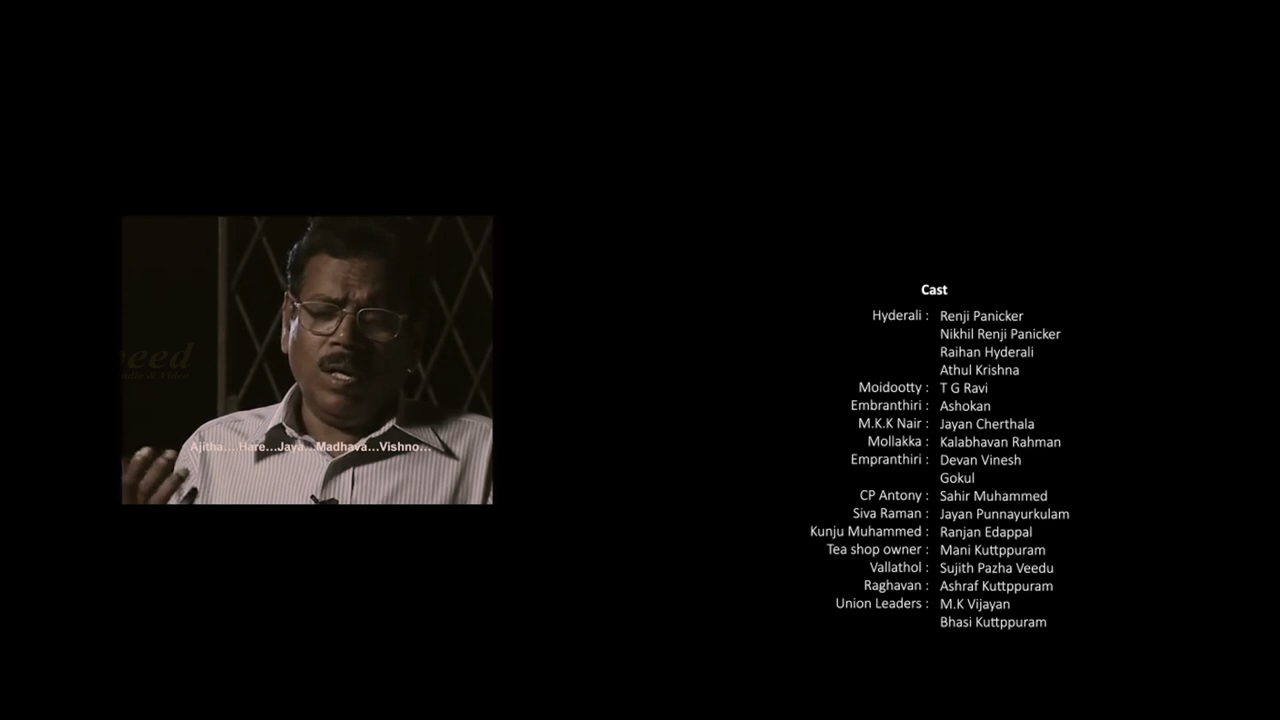 eed
Audio & Video
Ajitha... Hare...Jaya...Madhava...Vishno...
Cast
Hyderali : Renji Panicker
Nikhil Renji Panicker
Raihan Hyderali
Athul Krishna
Moidootty : T G Ravi
Embranthiri : Ashokan
M.K.K Nair : Jayan Cherthala
Mollakka : Kalabhavan Rahman
Empranthiri : Devan Vinesh
Gokul
CP Antony : Sahir Muhammed
Siva Raman : Jayan Punnayurkulam
Kunju Muhammed : Ranjan Edappal
Tea shop owner : Mani Kuttppuram
Vallathol : Sujith Pazha Veedu
Raghavan : Ashraf Kuttppuram
Union Leaders : M.K Vijayan
Bhasi Kuttppuram